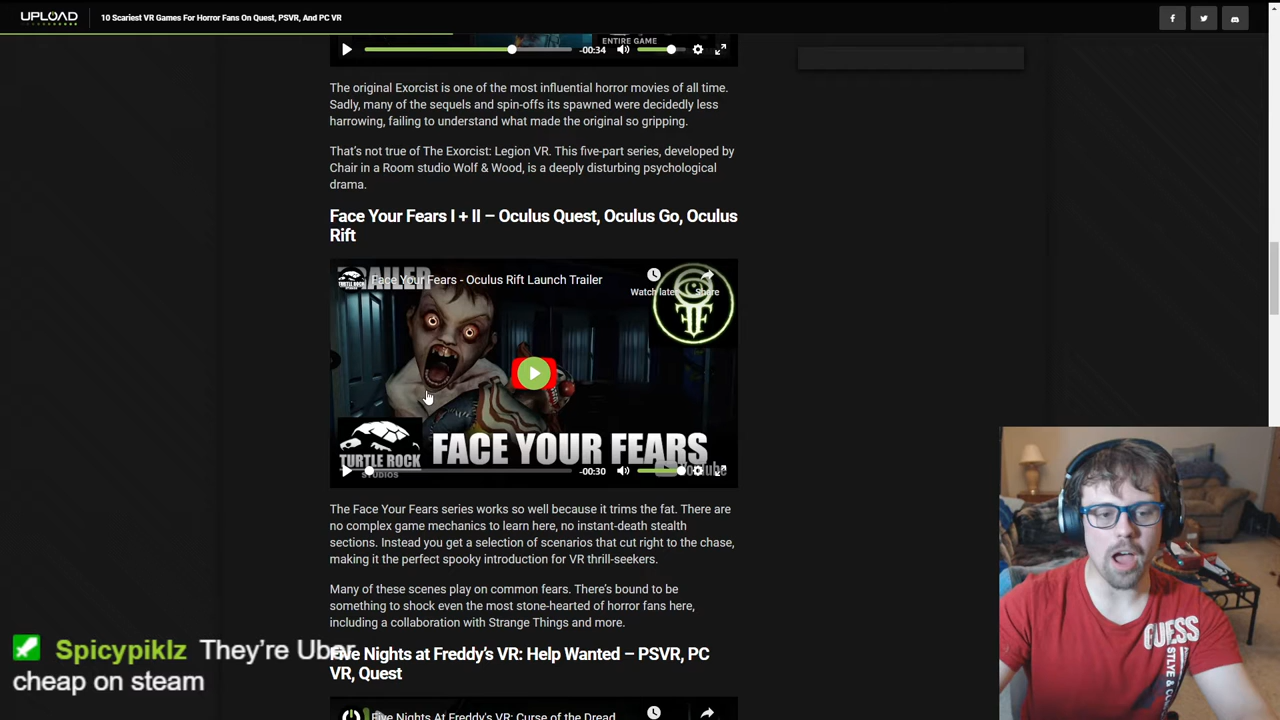 UPLOAD
10 Scariest VR Games For Horror Fans On Quest, PSVR, And PC VR
ENTIRE GAME
-00:34
The original Exorcist is one of the most influential horror movies of all time.
Sadly, many of the sequels and spin-offs its spawned were decidedly less
harrowing, failing to understand what made the original so gripping.
That's not true of The Exorcist: Legion VR. This five-part series, developed by
Chair in a Room studio Wolf & Wood, is a deeply disturbing psychological
drama.
Face Your Fears I + II – Oculus Quest, Oculus Go, Oculus
Rift
TRAILER
Face Your Fears - Oculus Rift Launch Trailer
Watch later
Share
TURTLE ROCK
STUDIOS
FACE YOUR FEARS
YouTube
-00:30
The Face Your Fears series works so well because it trims the fat. There are
no complex game mechanics to learn here, no instant-death stealth
sections. Instead you get a selection of scenarios that cut right to the chase,
making it the perfect spooky introduction for VR thrill-seekers.
Many of these scenes play on common fears. There's bound to be
something to shock even the most stone-hearted of horror fans here,
including a collaboration with Strange Things and more.
Spicypiklz They're Uber
cheap on steam
Five Nights at Freddy's VR: Help Wanted – PSVR, PC
VR, Quest
Five Nights At Freddy's VR: Curse of the Dread
GUESS